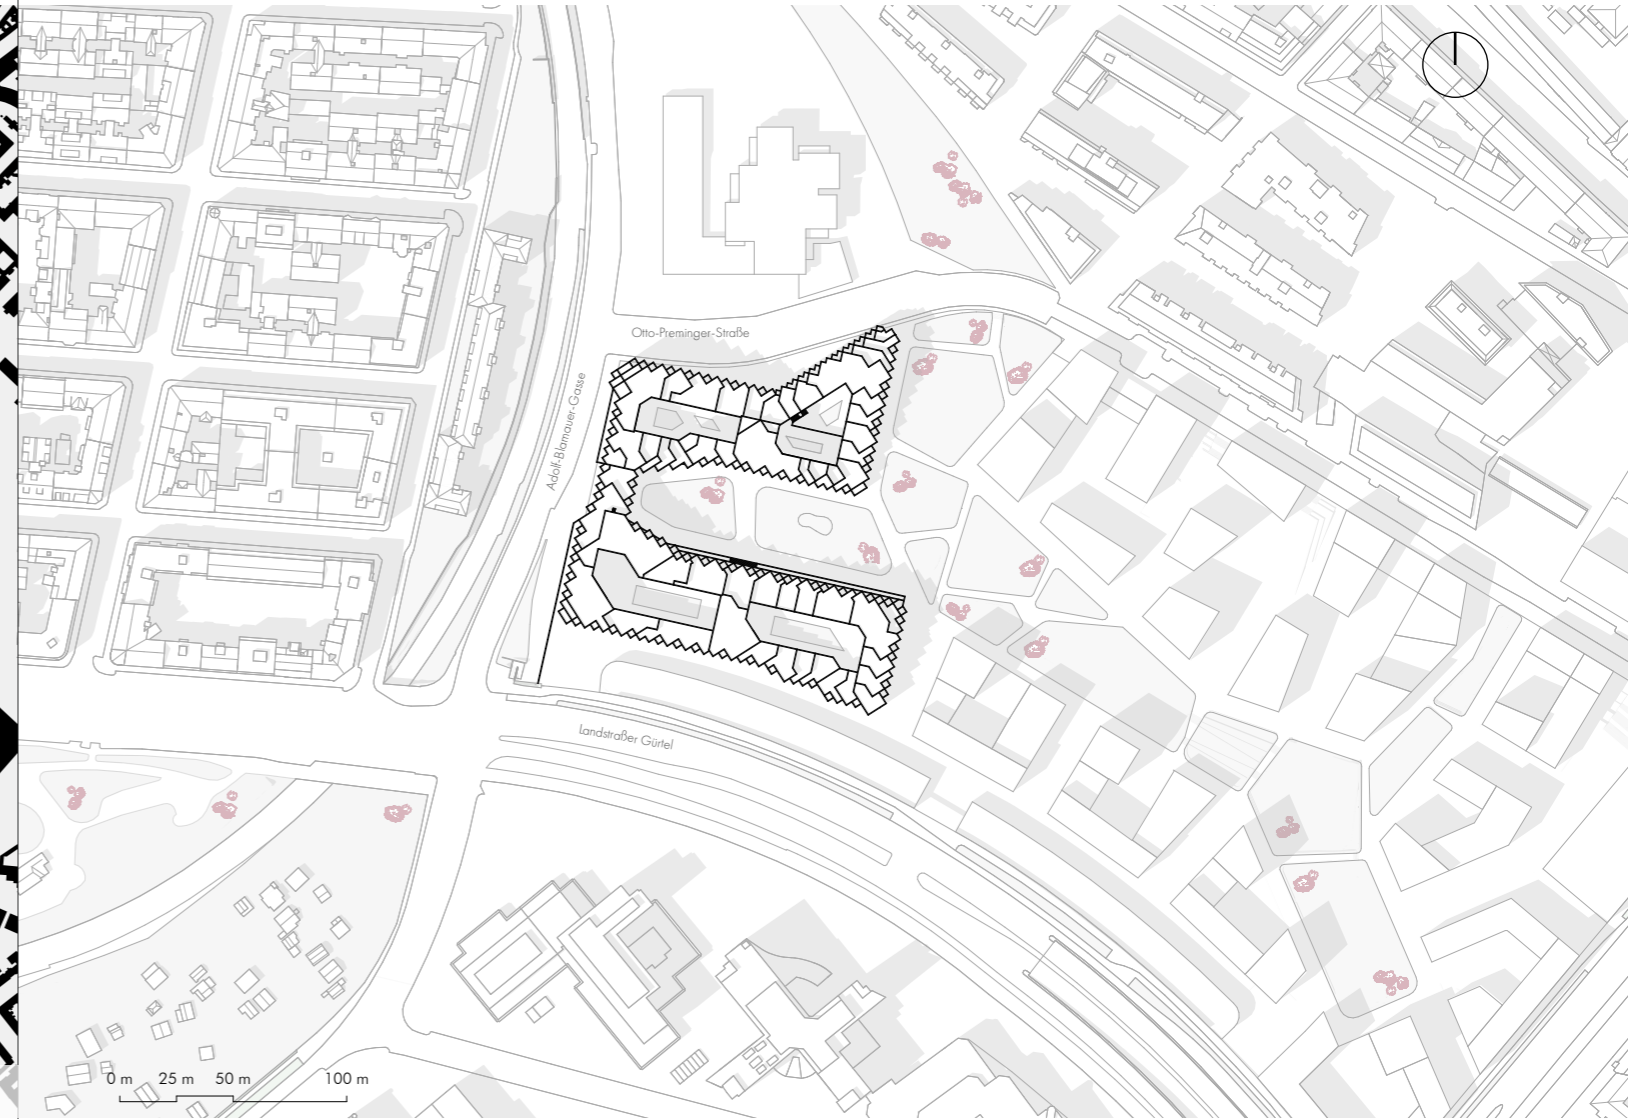 Otto-Preminger-Straße
Adolf-Blamauer-Gasse
Landstraßer Gürtel
0 m 25 m 50 m 100 m